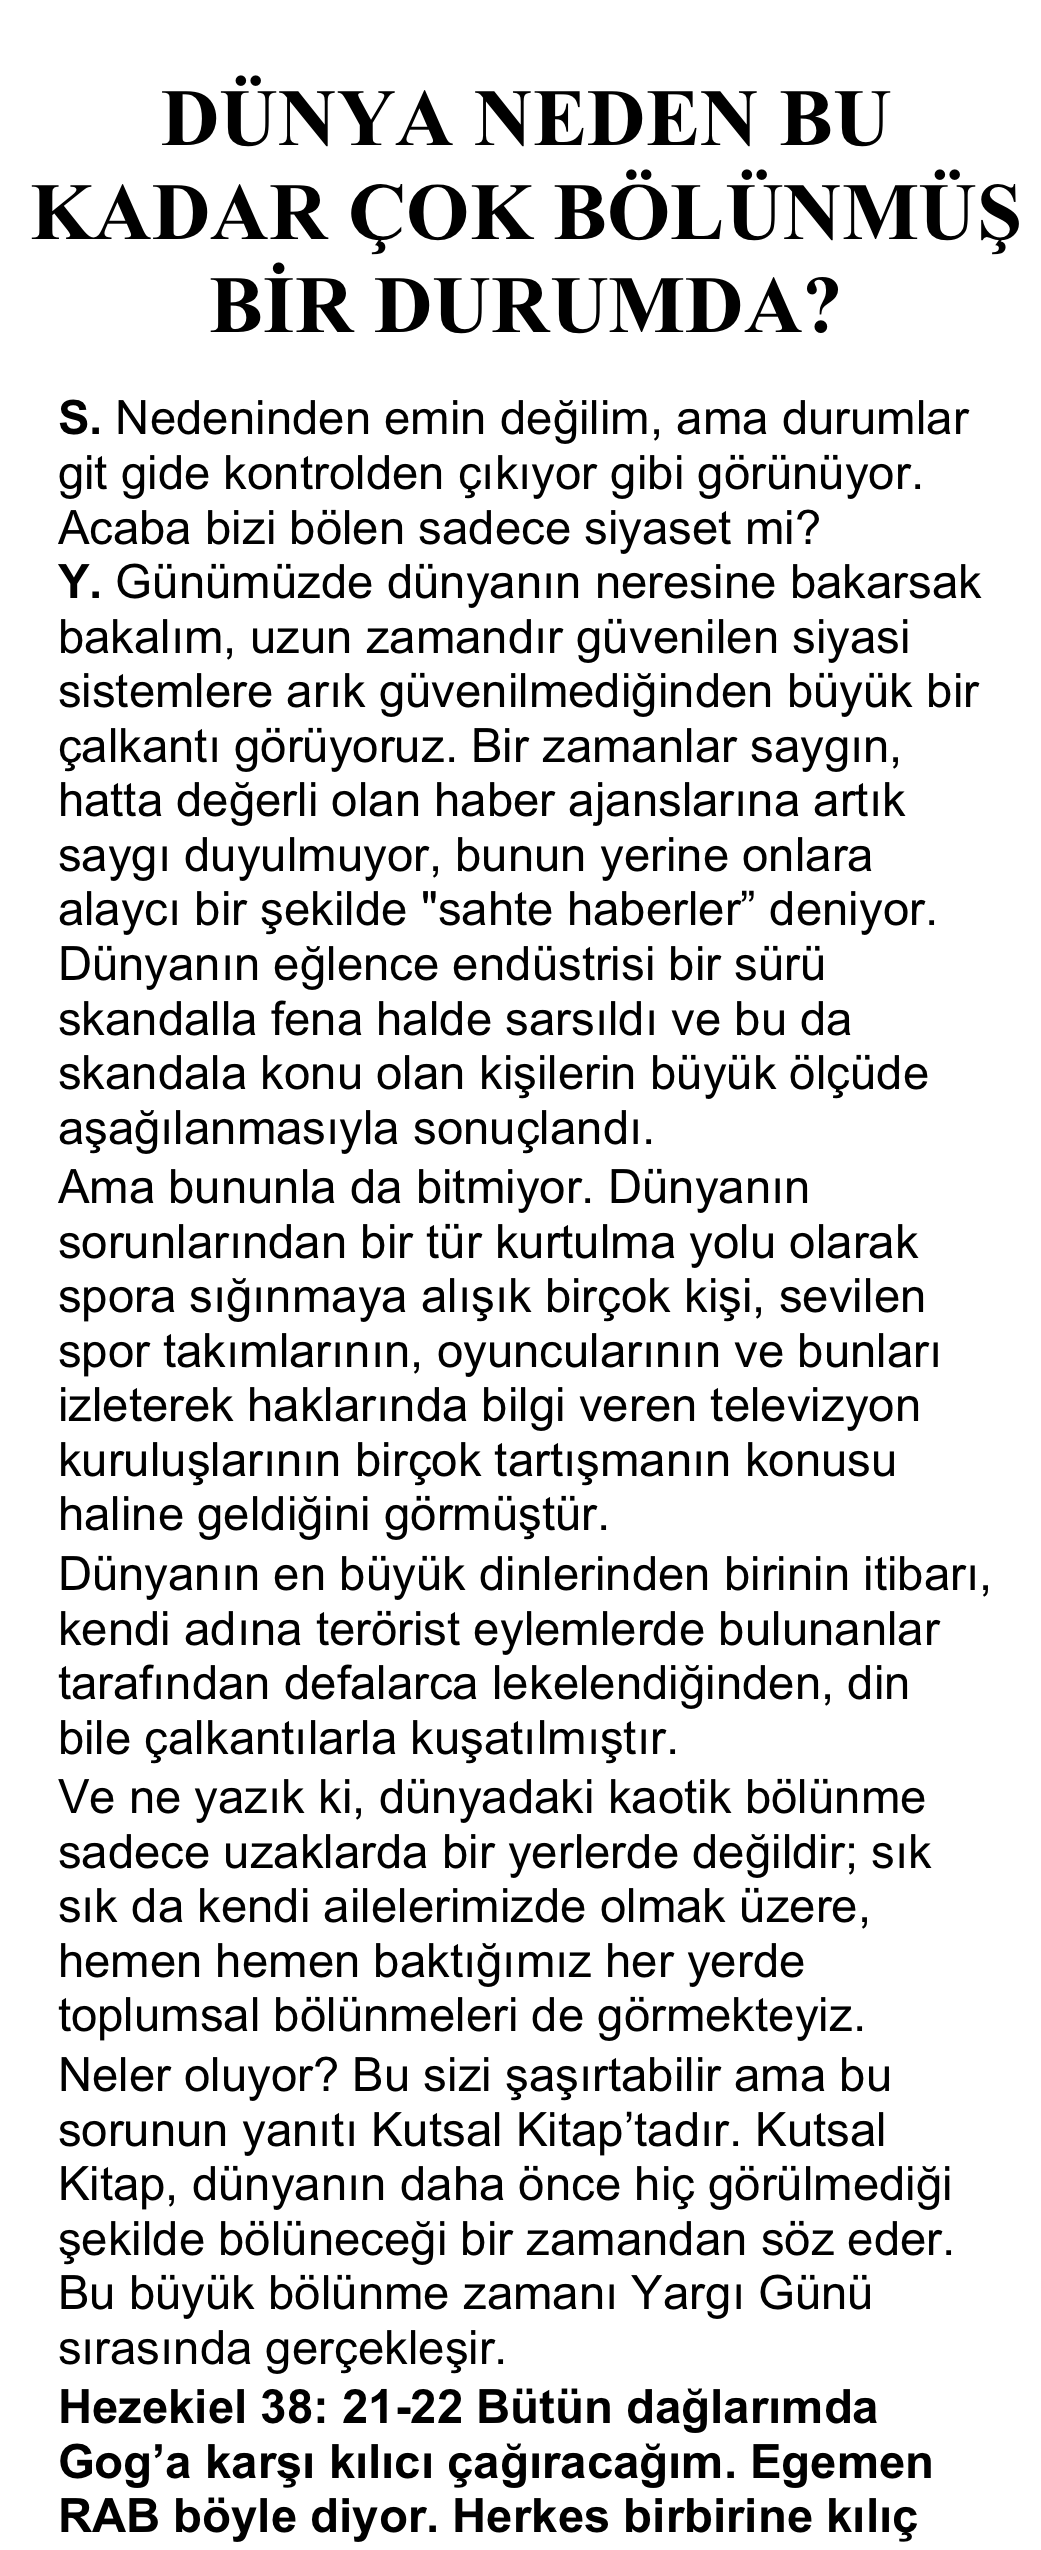 DÜNYA NEDEN BU
KADAR ÇOK BÖLÜNMÜŞ
BİR DURUMDA?
S. Nedeninden emin değilim, ama durumlar
git gide kontrolden çıkıyor gibi görünüyor.
Acaba bizi bölen sadece siyaset mi?
Y. Günümüzde dünyanın neresine bakarsak
bakalım, uzun zamandır güvenilen siyasi
sistemlere arık güvenilmediğinden büyük bir
çalkantı görüyoruz. Bir zamanlar saygın,
hatta değerli olan haber ajanslarına artık
saygı duyulmuyor, bunun yerine onlara
alaycı bir şekilde "sahte haberler” deniyor.
Dünyanın eğlence endüstrisi bir sürü
skandalla fena halde sarsıldı ve bu da
skandala konu olan kişilerin büyük ölçüde
aşağılanmasıyla sonuçlandı.
Ama bununla da bitmiyor. Dünyanın
sorunlarından bir tür kurtulma yolu olarak
spora sığınmaya alışık birçok kişi, sevilen
spor takımlarının, oyuncularının ve bunları
izleterek haklarında bilgi veren televizyon
kuruluşlarının birçok tartışmanın konusu
haline geldiğini görmüştür.
Dünyanın en büyük dinlerinden birinin itibarı,
kendi adına terörist eylemlerde bulunanlar
tarafından defalarca lekelendiğinden, din
bile çalkantılarla kuşatılmıştır.
Ve ne yazık ki, dünyadaki kaotik bölünme
sadece uzaklarda bir yerlerde değildir; sık
sık da kendi ailelerimizde olmak üzere,
hemen hemen baktığımız her yerde
toplumsal bölünmeleri de görmekteyiz.
Neler oluyor? Bu sizi şaşırtabilir ama bu
sorunun yanıtı Kutsal Kitap’tadır. Kutsal
Kitap, dünyanın daha önce hiç görülmediği
şekilde bölüneceği bir zamandan söz eder.
Bu büyük bölünme zamanı Yargı Günü
sırasında gerçekleşir.
Hezekiel 38: 21-22 Bütün dağlarımda
Gog’a karşı kılıcı çağıracağım. Egemen
RAB böyle diyor. Herkes birbirine kılıç